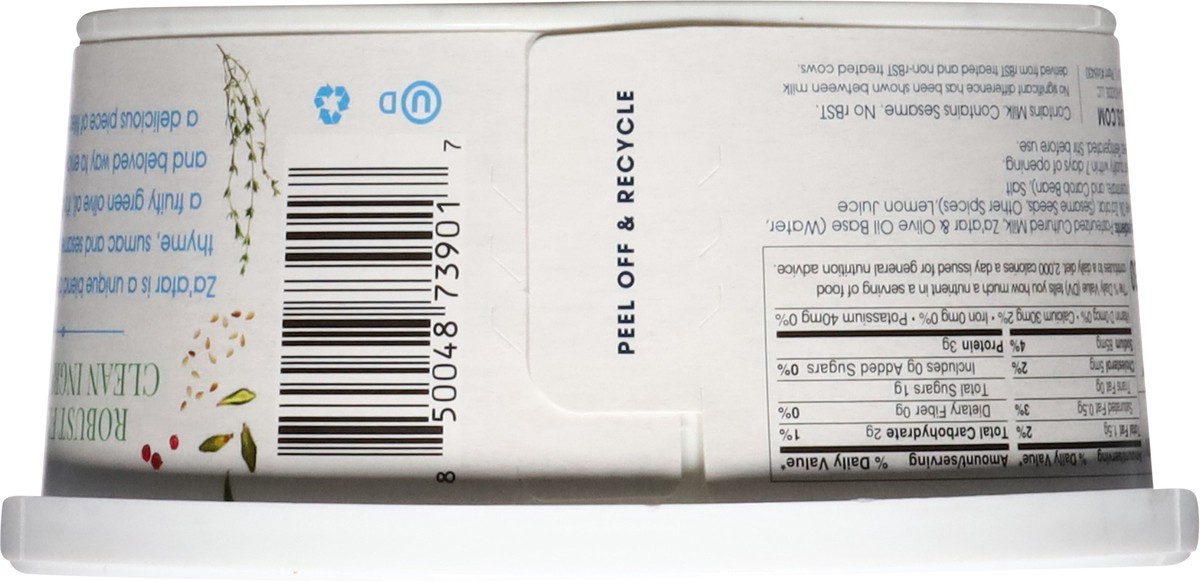 ROBUST
CLEAN
Za'atar is a unique blend
thyme, sumac and
a fruity green olive oil,
and beloved way
a delicious piece of
8 50048 73901 7
U D
PEEL OFF & RECYCLE
Amount/serving % Daily Value* Amount/serving % Daily Value*
Total Fat 1.5g 2% Total Carbohydrate 2g 1%
Saturated Fat 0.5g 3% Dietary Fiber 0g 0%
Trans Fat 0g Total Sugars 1g
Cholesterol 5mg 2% Includes 0g Added Sugars 0%
Sodium 85mg 4% Protein 3g
Vitamin D 0mcg 0% • Calcium 30mg 2% • Iron 0mg 0% • Potassium 40mg 0%
*The % Daily Value (DV) tells you how much a nutrient in a serving of food
contributes to a daily diet. 2,000 calories a day is used for general nutrition advice.
Pasteurized Cultured Milk, Za'atar & Olive Oil Base (Water,
Za'atar (Sesame Seeds, Other Spices), Lemon Juice
and Carob Bean), Salt
within 7 days of opening.
Refrigerated. Stir before use.
.COM
Contains Milk. Contains Sesame. No rBST.
LLC
No significant difference has been shown between milk
derived from rBST treated and non-rBST treated cows.